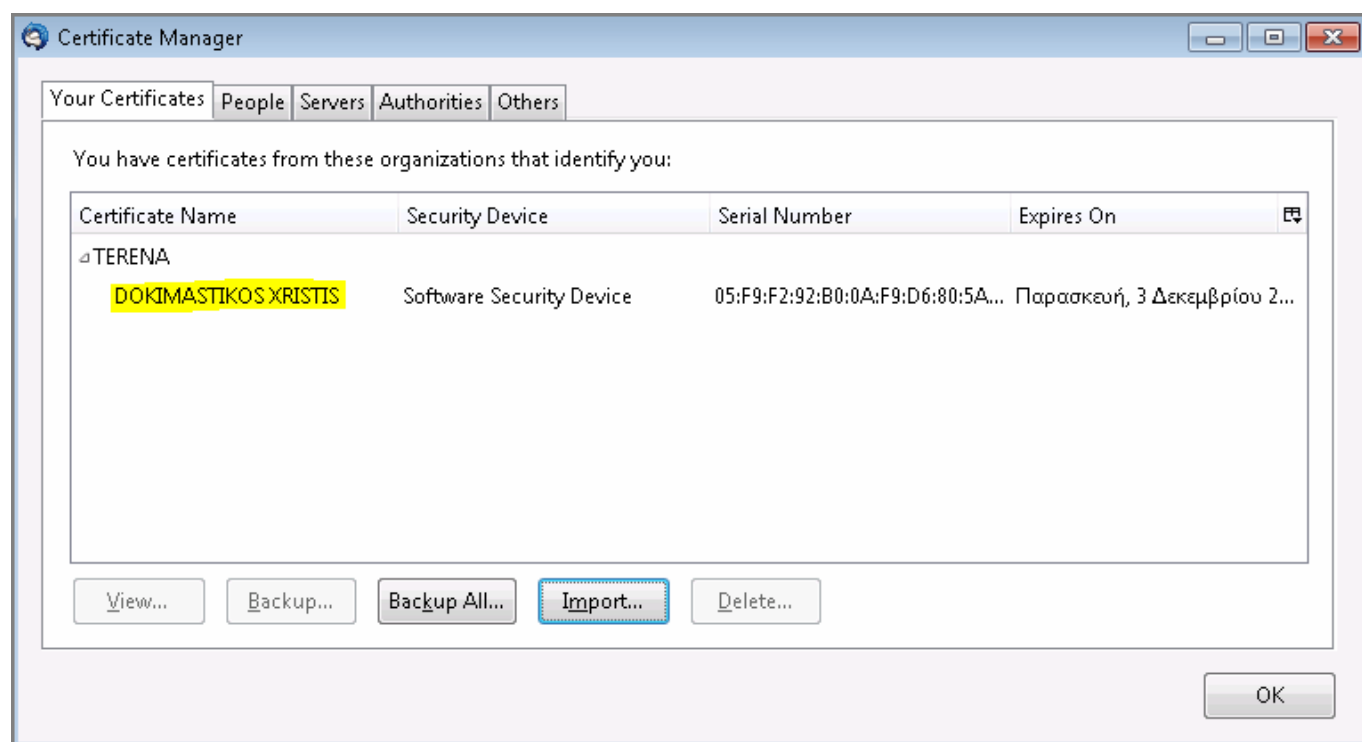 Certificate Manager
Your Certificates People Servers Authorities Others
You have certificates from these organizations that identify you:
Certificate Name Security Device Serial Number Expires On
TERENA
DOKIMASTIKOS XRISTIS Software Security Device 05:F9:F2:92:B0:0A:F9:D6:80:5A... Παρασκευή, 3 Δεκεμβρίου 2...
View... Backup... Backup All... Import... Delete...
OK